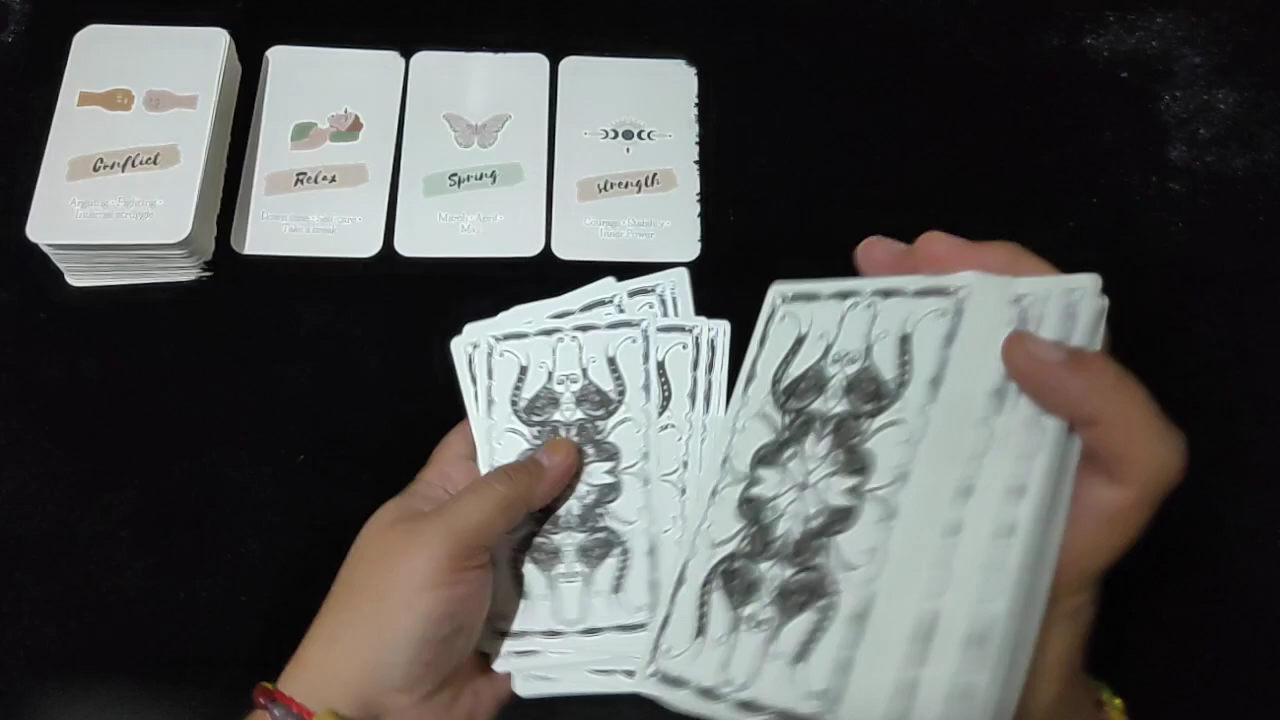 Conflict
Arguing • Fighting •
Internal struggle
Relax
Down time • Self care •
Take a break
Spring
March • April •
strength
Courage • Stability •
Inner Power